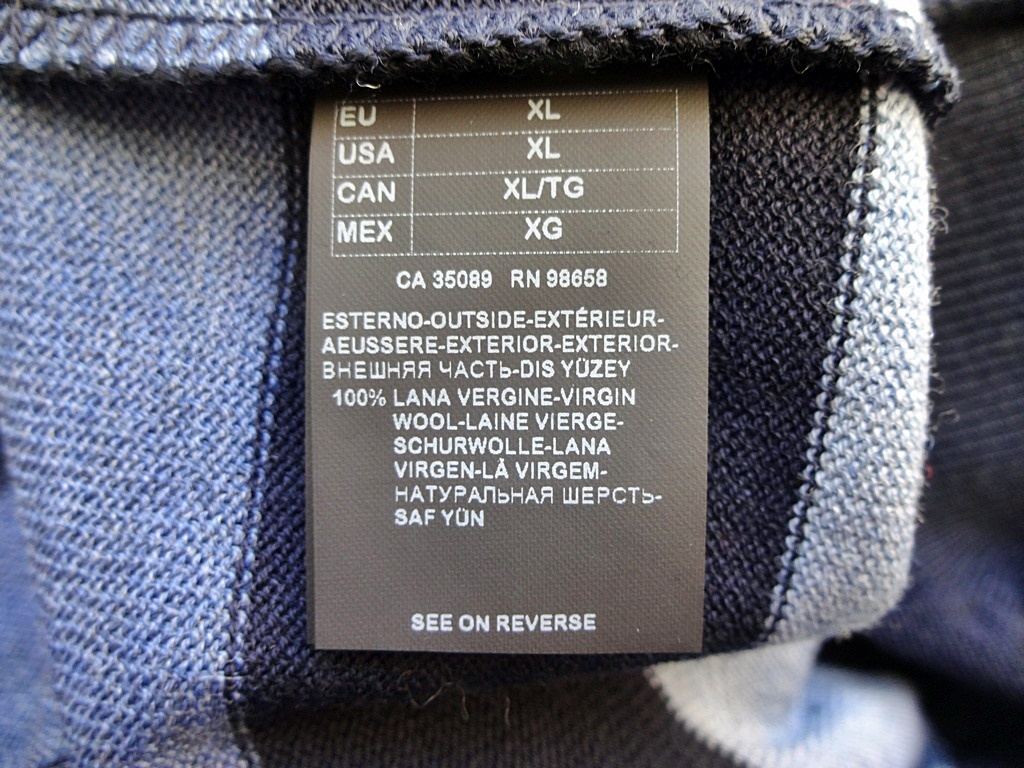 EU XL
USA XL
CAN XL/TG
MEX XG
CA 35089 RN 98658
ESTERNO-OUTSIDE-EXTÉRIEUR-
AEUSSERE-EXTERIOR-EXTERIOR-
ВНЕШНЯЯ ЧАСТЬ-DIS YÜZEY
100% LANA VERGINE-VIRGIN
WOOL-LAINE VIERGE-
SCHURWOLLE-LANA
VIRGEN-LÃ VIRGEM-
НАТУРАЛЬНАЯ ШЕРСТЬ-
SAF YÜN
SEE ON REVERSE